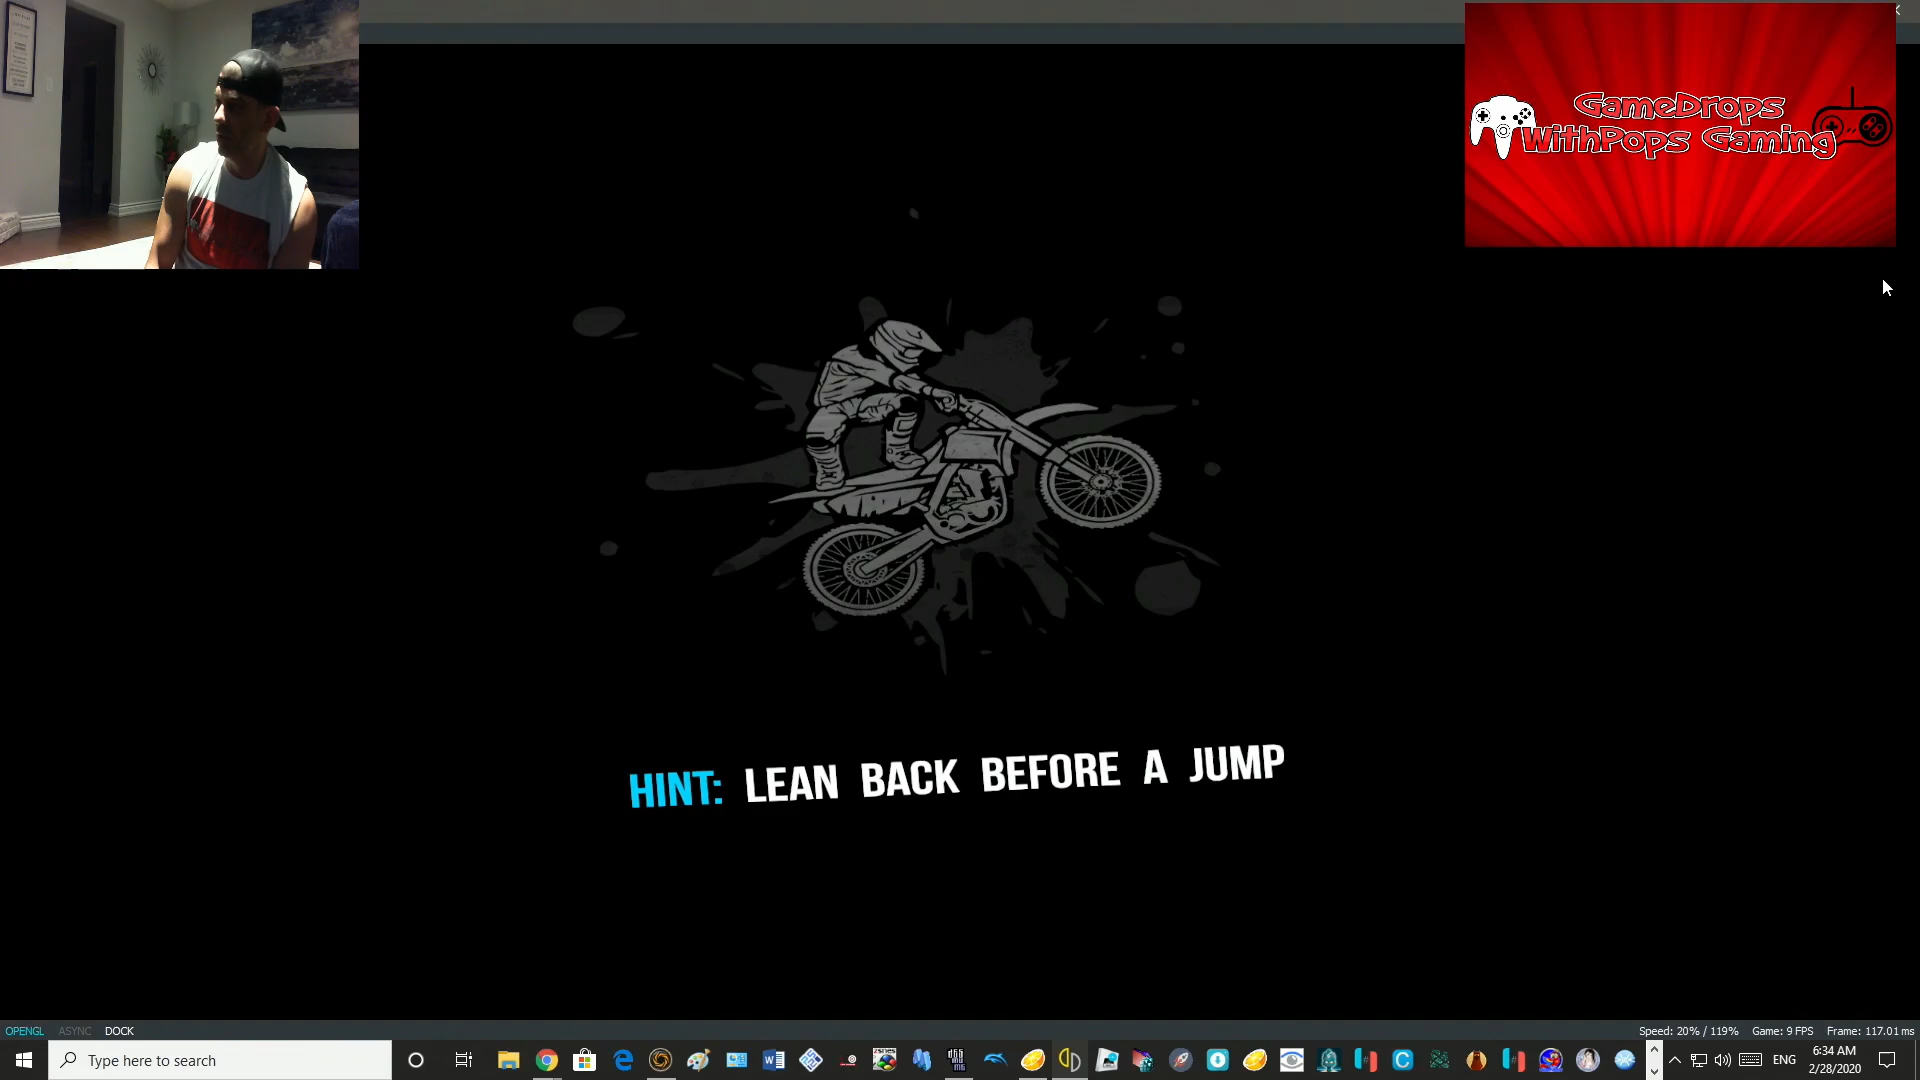 GameDrops
WithPops Gaming
HINT: LEAN BACK BEFORE A JUMP
OPENGL ASYNC DOCK
Speed: 20% / 119% Game: 9 FPS Frame: 117.01 ms
Type here to search
ENG
6:34 AM
2/28/2020